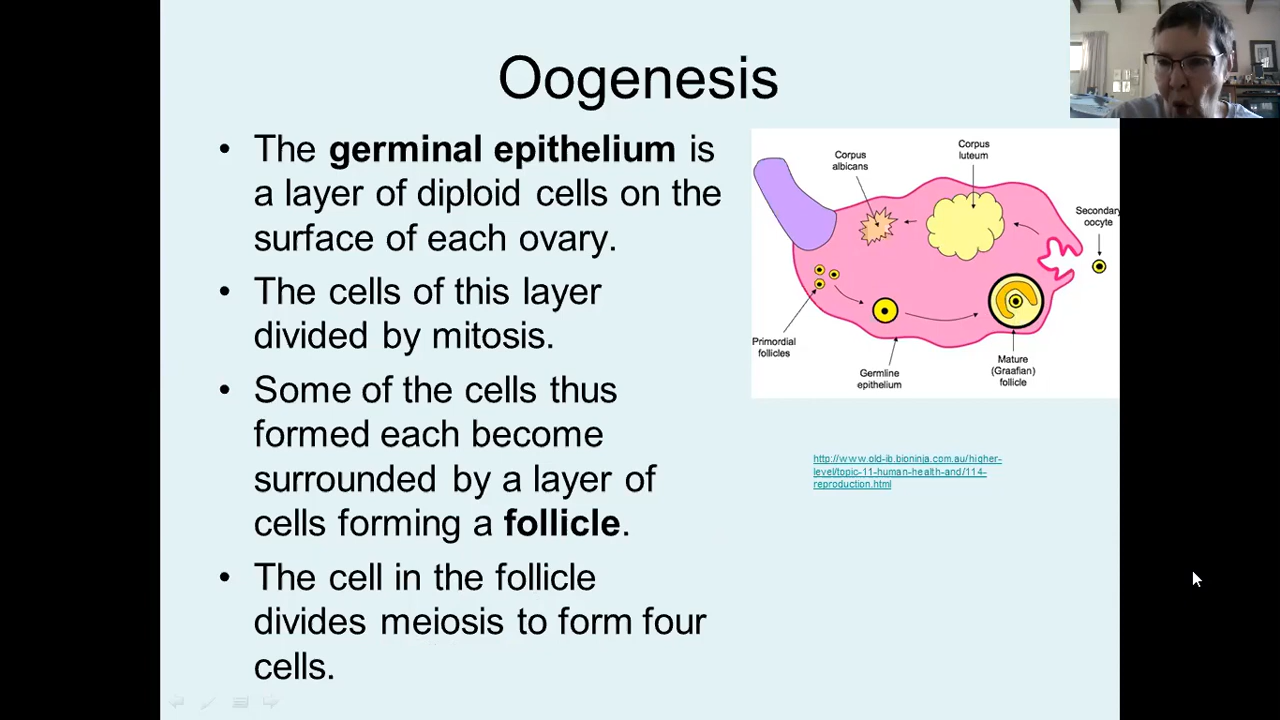 Oogenesis
• The germinal epithelium is
a layer of diploid cells on the
surface of each ovary.
• The cells of this layer
divided by mitosis.
• Some of the cells thus
formed each become
surrounded by a layer of
cells forming a follicle.
• The cell in the follicle
divides meiosis to form four
cells.
Corpus
albicans
Corpus
luteum
Secondary
oocyte
Primordial
follicles
Germline
epithelium
Mature
(Graafian)
follicle
http://www.old-ib.bioninja.com.au/higher-
level/topic-11-human-health-and/114-
reproduction.html